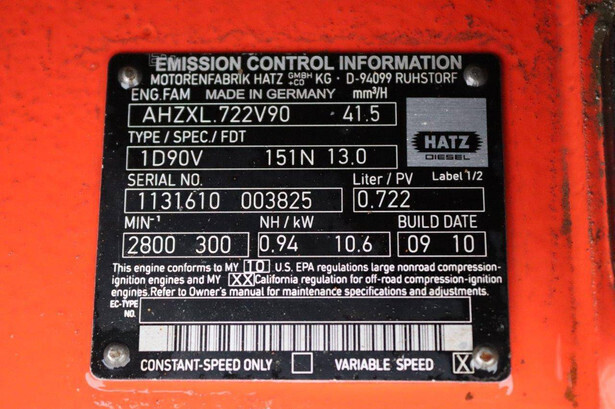 EMISSION CONTROL INFORMATION
MOTORENFABRIK HATZ GMBH +CO KG · D-94099 RUHSTORF
ENG.FAM MADE IN GERMANY mm³/H
AHZXL.722V90 41.5
TYPE / SPEC./ FDT
1D90V 151N 13.0
HATZ
DIESEL
SERIAL NO. Liter / PV Label 1/2
1131610 003825 0.722
MIN⁻¹ NH / kW BUILD DATE
2800 300 0.94 10.6 09 10
This engine conforms to MY 10 U.S. EPA regulations large nonroad compression-
ignition engines and MY XX California regulation for off-road compression-ignition
engines. Refer to Owner's manual for maintenance specifications and adjustments.
EC-TYPE
NO.
CONSTANT-SPEED ONLY VARIABLE SPEED X